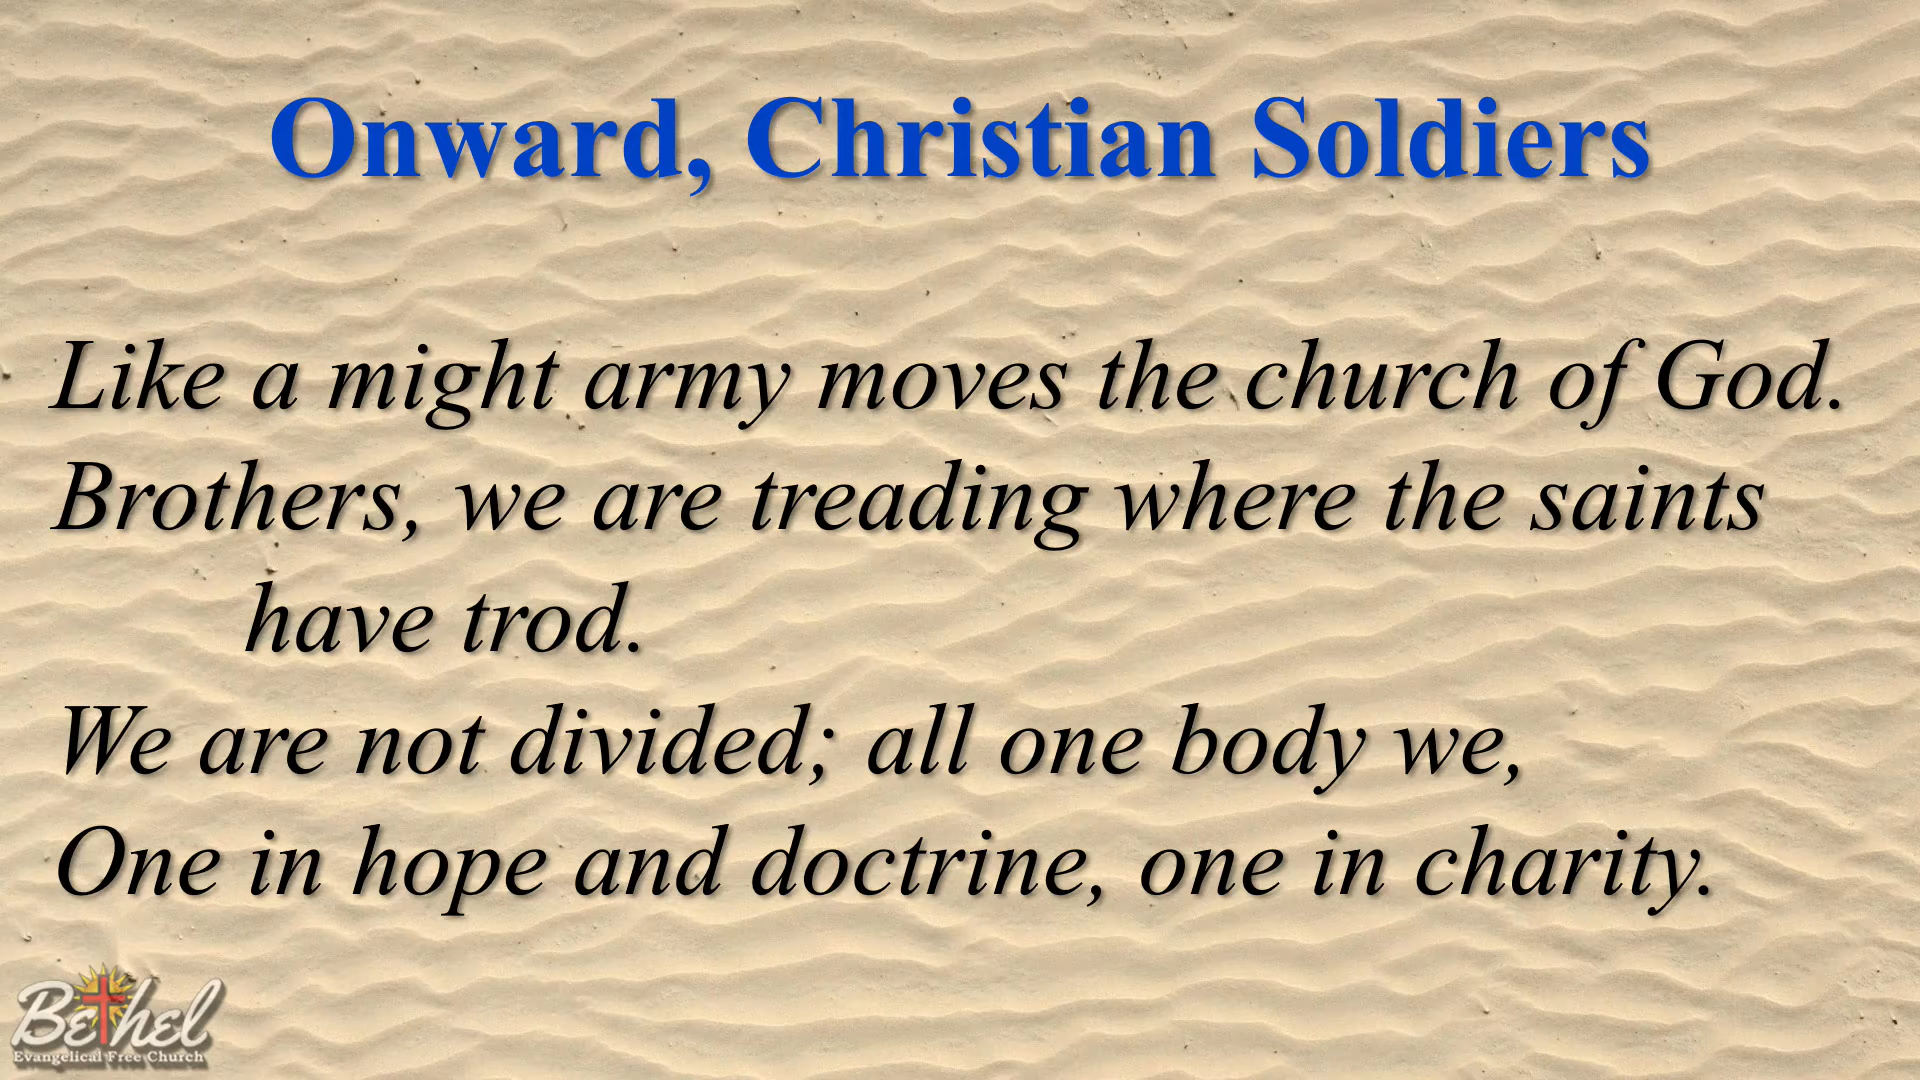 Onward, Christian Soldiers
Like a might army moves the church of God.
Brothers, we are treading where the saints
have trod.
We are not divided; all one body we,
One in hope and doctrine, one in charity.
Bethel
Evangelical Free Church